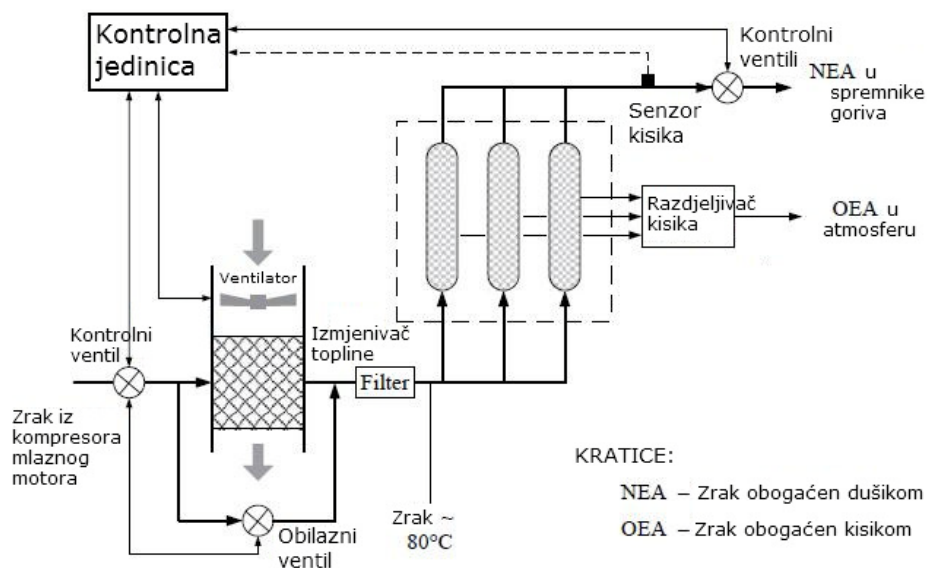 Kontrolna
jedinica
Kontrolni
ventili
NEA u
spremnike
goriva
Senzor
kisika
Razdjeljivač
kisika
OEA u
atmosferu
Ventilator
Kontrolni
ventil
Izmjenivač
topline
Filter
Zrak iz
kompresora
mlaznog
motora
Obilazni
ventil
Zrak ~
80°C
KRATICE:
NEA – Zrak obogaćen dušikom
OEA – Zrak obogaćen kisikom